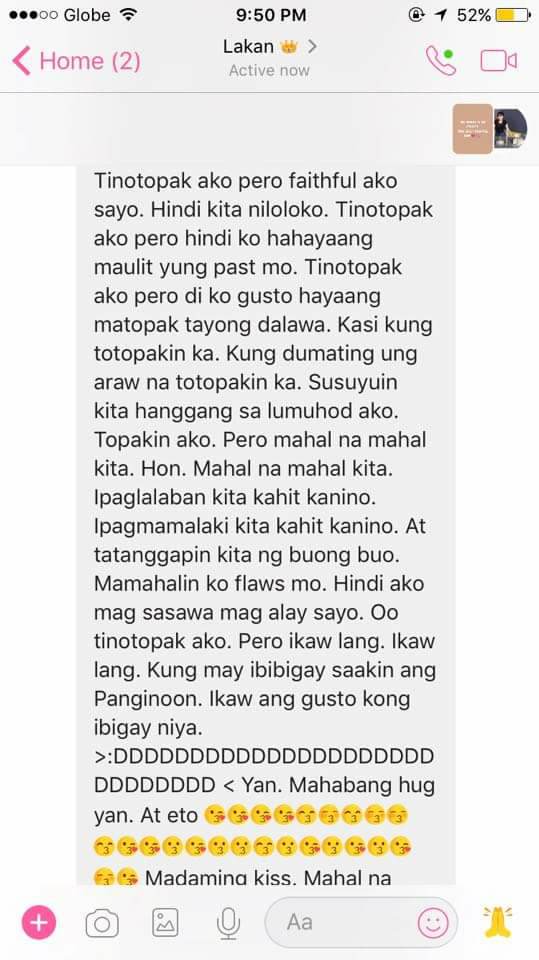 Globe 9:50 PM 52%
Home (2)
Lakan 👑
Active now
Tinotopak ako pero faithful ako
sayo. Hindi kita niloloko. Tinotopak
ako pero hindi ko hahayaang
maulit yung past mo. Tinotopak
ako pero di ko gusto hayaang
matopak tayong dalawa. Kasi kung
totopakin ka. Kung dumating ung
araw na totopakin ka. Susuyuin
kita hanggang sa lumuhod ako.
Topakin ako. Pero mahal na mahal
kita. Hon. Mahal na mahal kita.
Ipaglalaban kita kahit kanino.
Ipagmamalaki kita kahit kanino. At
tatanggapin kita ng buong buo.
Mamahalin ko flaws mo. Hindi ako
mag sasawa mag alay sayo. Oo
tinotopak ako. Pero ikaw lang. Ikaw
lang. Kung may ibibigay saakin ang
Panginoon. Ikaw ang gusto kong
ibigay niya.
>:DDDDDDDDDDDDDDDDDDDDD
DDDDDDDD < Yan. Mahabang hug
yan. At eto 😘😘😘😘😙😚😙😚😚
😙😘😘😗😘😗😗😙😗😘😗😘😗😘
😙😘 Madaming kiss. Mahal na
Aa